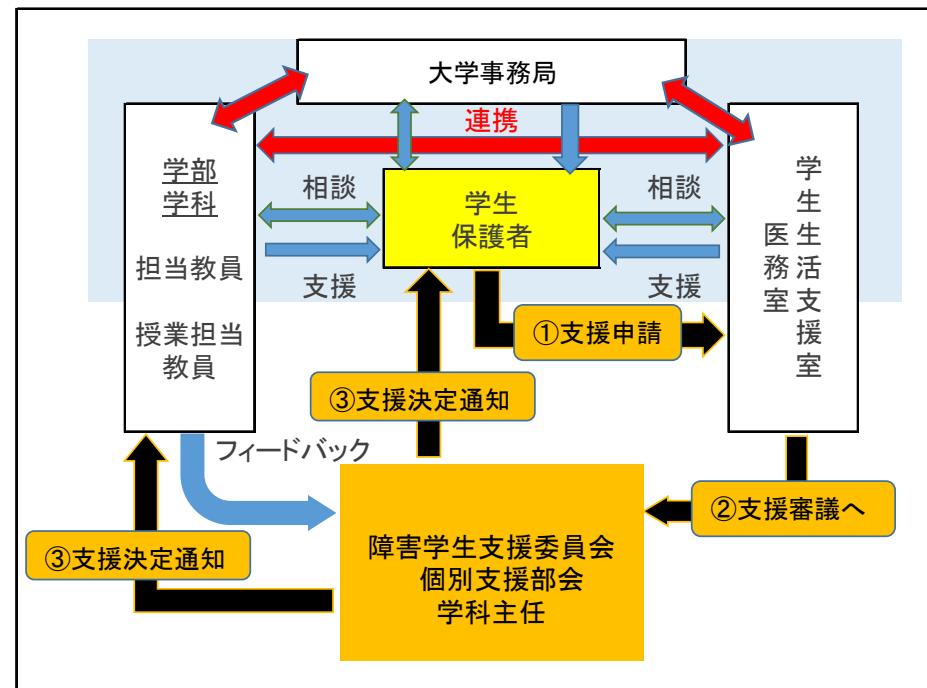 大学事務局
連携
学部
学科
担当教員
授業担当
教員
相談
支援
学生
保護者
相談
支援
学生生活支援室
医務室
①支援申請
③支援決定通知
フィードバック
②支援審議へ
③支援決定通知
障害学生支援委員会
個別支援部会
学科主任